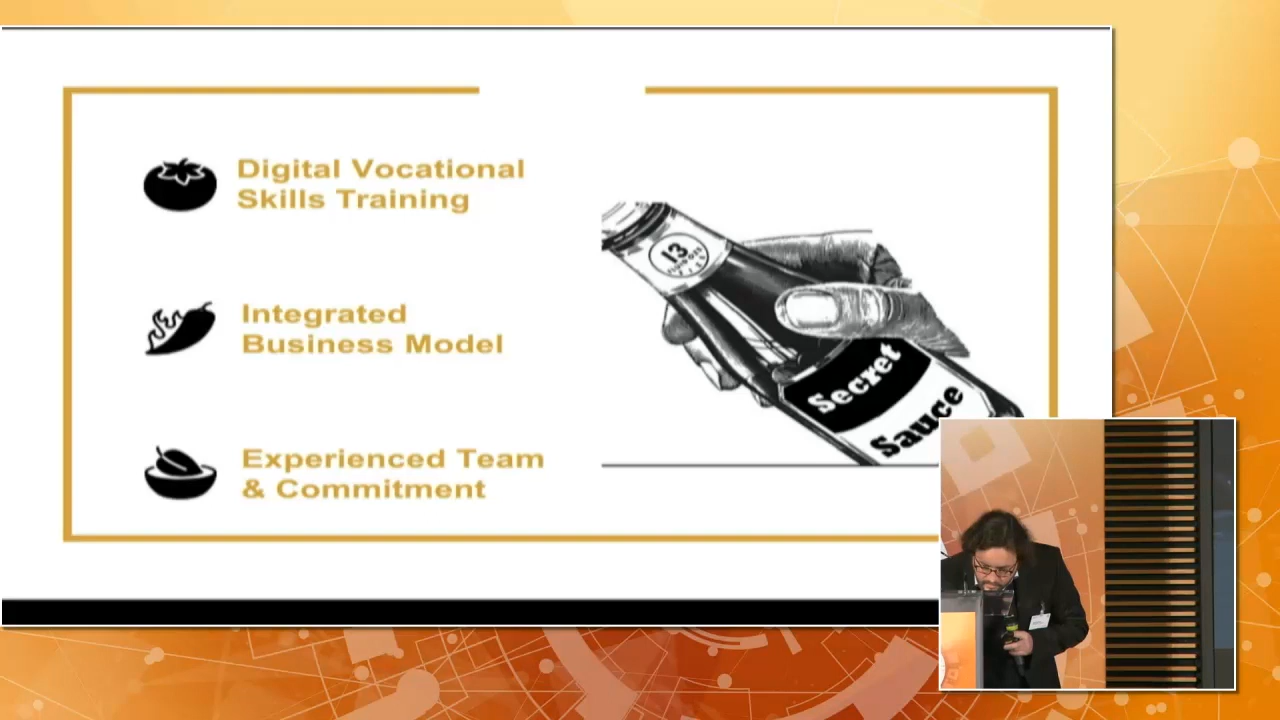 Digital Vocational
Skills Training
Integrated
Business Model
Experienced Team
& Commitment
13
Secret
Sauce